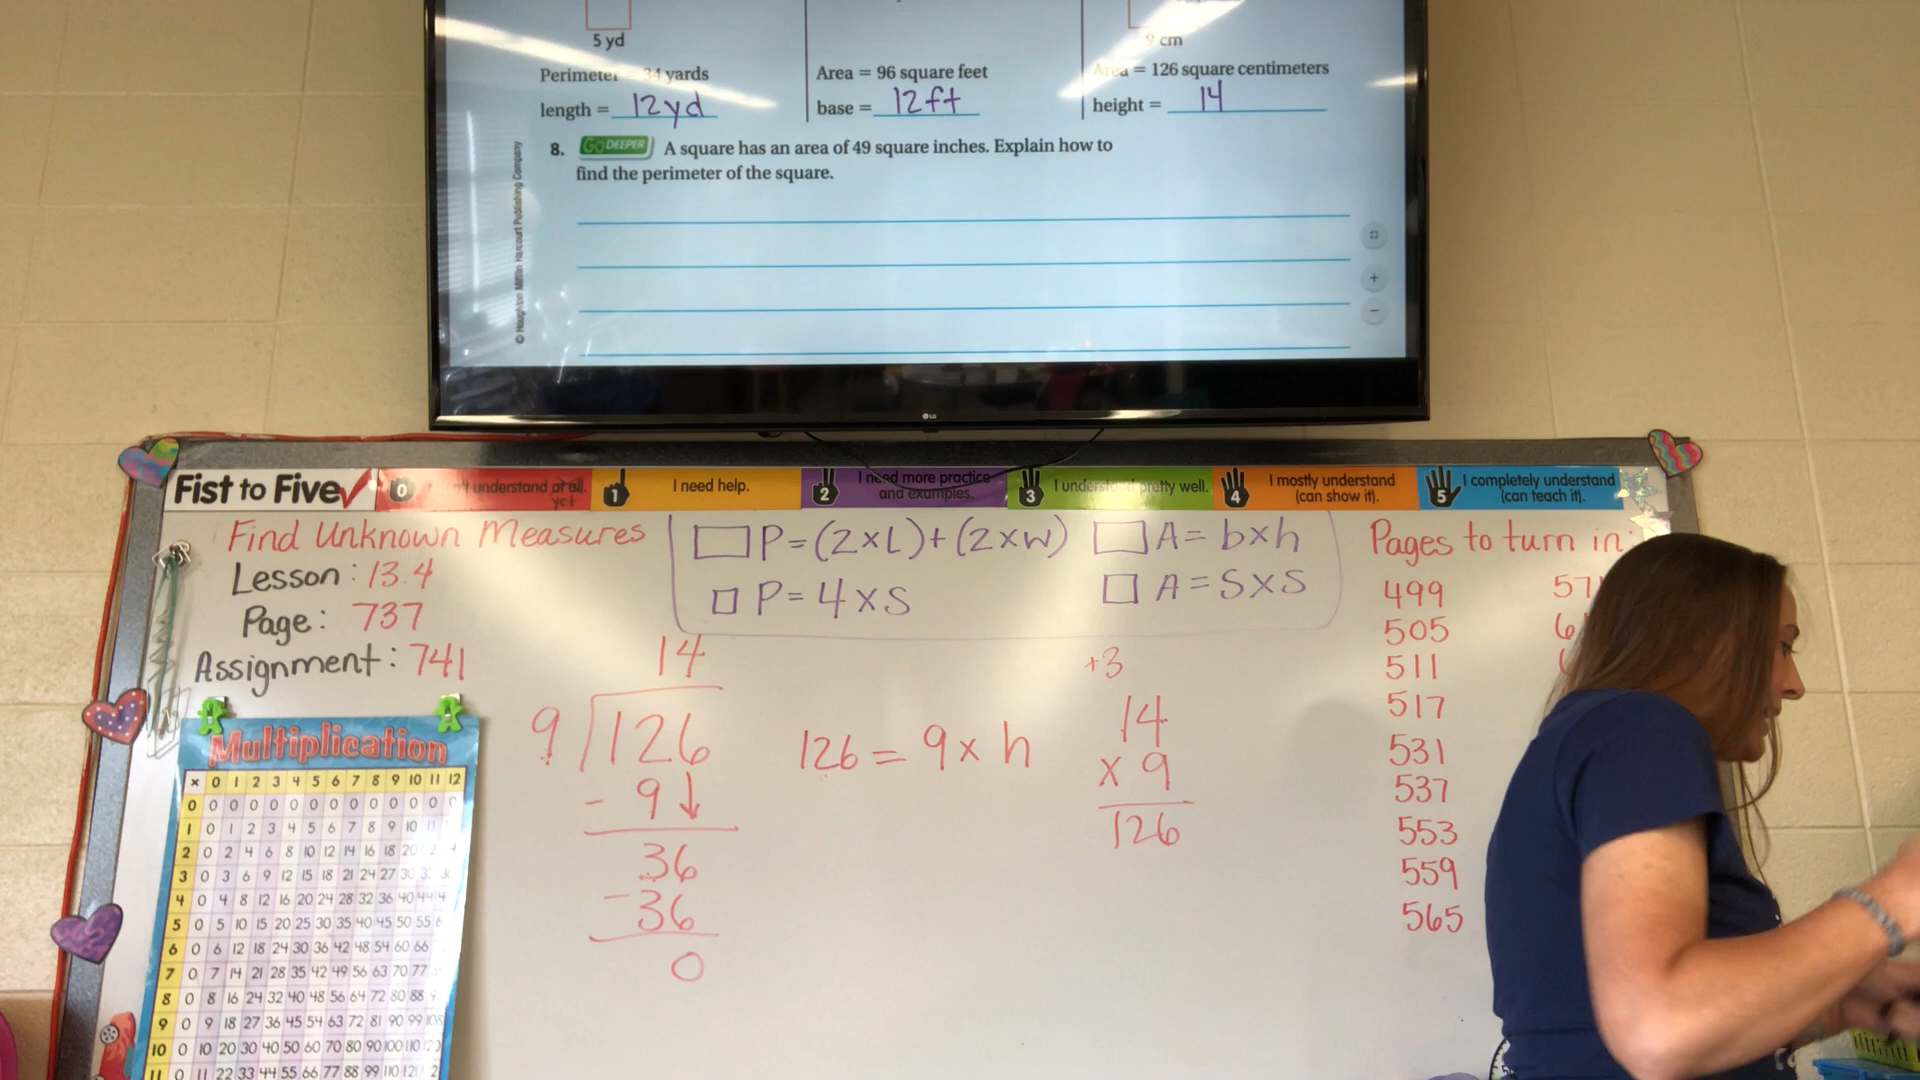 5 yd
9 cm
Perimeter = 34 yards
length = 12yd
Area = 96 square feet
base = 12ft
Area = 126 square centimeters
height = 14
8. GO DEEPER A square has an area of 49 square inches. Explain how to
find the perimeter of the square.
© Houghton Mifflin Harcourt Publishing Company
LG
Fist to Five
0 understand at all. yet
1 I need help.
2 I need more practice and examples.
3 I understand pretty well.
4 I mostly understand (can show it).
5 I completely understand (can teach it).
Find Unknown Measures
Lesson: 13.4
Page: 737
Assignment: 741
P=(2xL)+(2xW)
A=bxh
P=4xS
A=SxS
14
9 126
- 9
36
-36
0
126=9xh
+3
14
x 9
126
Pages to turn in:
499
505
511
517
531
537
553
559
565
57
6
Multiplication
x 0 1 2 3 4 5 6 7 8 9 10 11 12
0 0 0 0 0 0 0 0 0 0 0 0 0
1 0 1 2 3 4 5 6 7 8 9 10 11
2 0 2 4 6 8 10 12 14 16 18 20
3 0 3 6 9 12 15 18 21 24 27 30
4 0 4 8 12 16 20 24 28 32 36 40 44
5 0 5 10 15 20 25 30 35 40 45 50 55
6 0 6 12 18 24 30 36 42 48 54 60 66
7 0 7 14 21 28 35 42 49 56 63 70 77
8 0 8 16 24 32 40 48 56 64 72 80 88
9 0 9 18 27 36 45 54 63 72 81 90 99 108
10 0 10 20 30 40 50 60 70 80 90 100 110 120
11 0 11 22 33 44 55 66 77 88 99 110 121